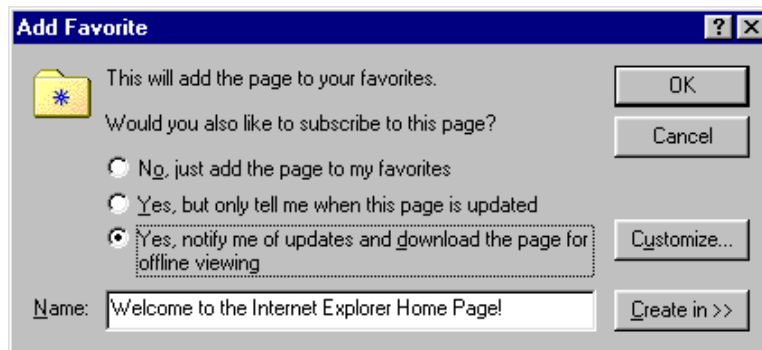 Add Favorite
This will add the page to your favorites.
OK
Would you also like to subscribe to this page?
Cancel
No, just add the page to my favorites
Yes, but only tell me when this page is updated
Yes, notify me of updates and download the page for
offline viewing
Customize...
Name: Welcome to the Internet Explorer Home Page!
Create in >>